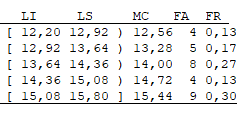 LI LS MC FA FR
[ 12,20 12,92 ) 12,56 4 0,13
[ 12,92 13,64 ) 13,28 5 0,17
[ 13,64 14,36 ) 14,00 8 0,27
[ 14,36 15,08 ) 14,72 4 0,13
[ 15,08 15,80 ] 15,44 9 0,30